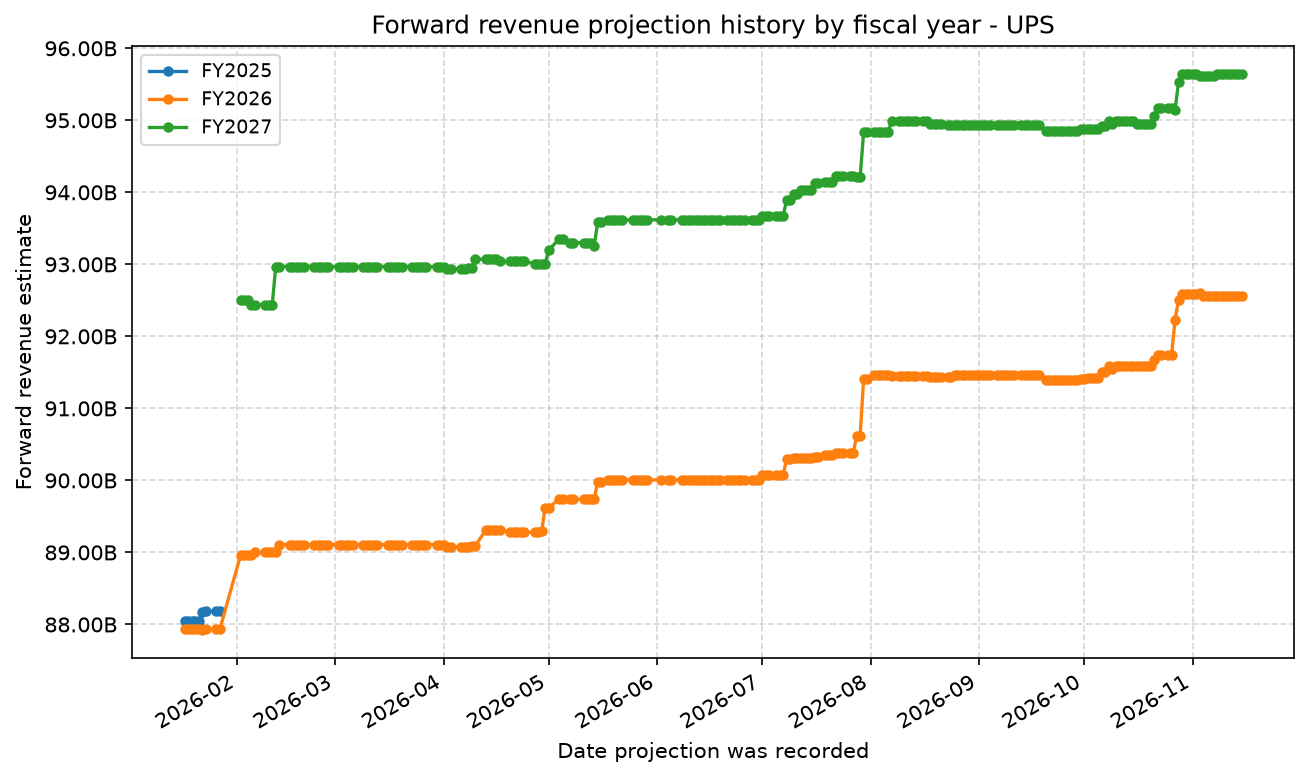 Forward revenue projection history by fiscal year - UPS
FY2025
FY2026
FY2027
96.00B
95.00B
94.00B
93.00B
92.00B
91.00B
90.00B
89.00B
88.00B
Forward revenue estimate
2026-02
2026-03
2026-04
2026-05
2026-06
2026-07
2026-08
2026-09
2026-10
2026-11
Date projection was recorded